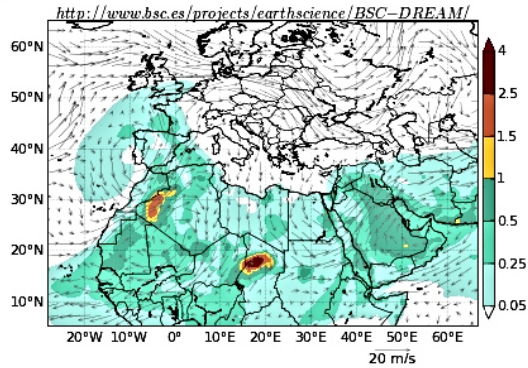 http://www.bsc.es/projects/earthscience/BSC−DREAM/
60°N
50°N
40°N
30°N
20°N
10°N
20°W 10°W 0° 10°E 20°E 30°E 40°E 50°E 60°E
20 m/s
4
2.5
1.5
1
0.5
0.25
0.05